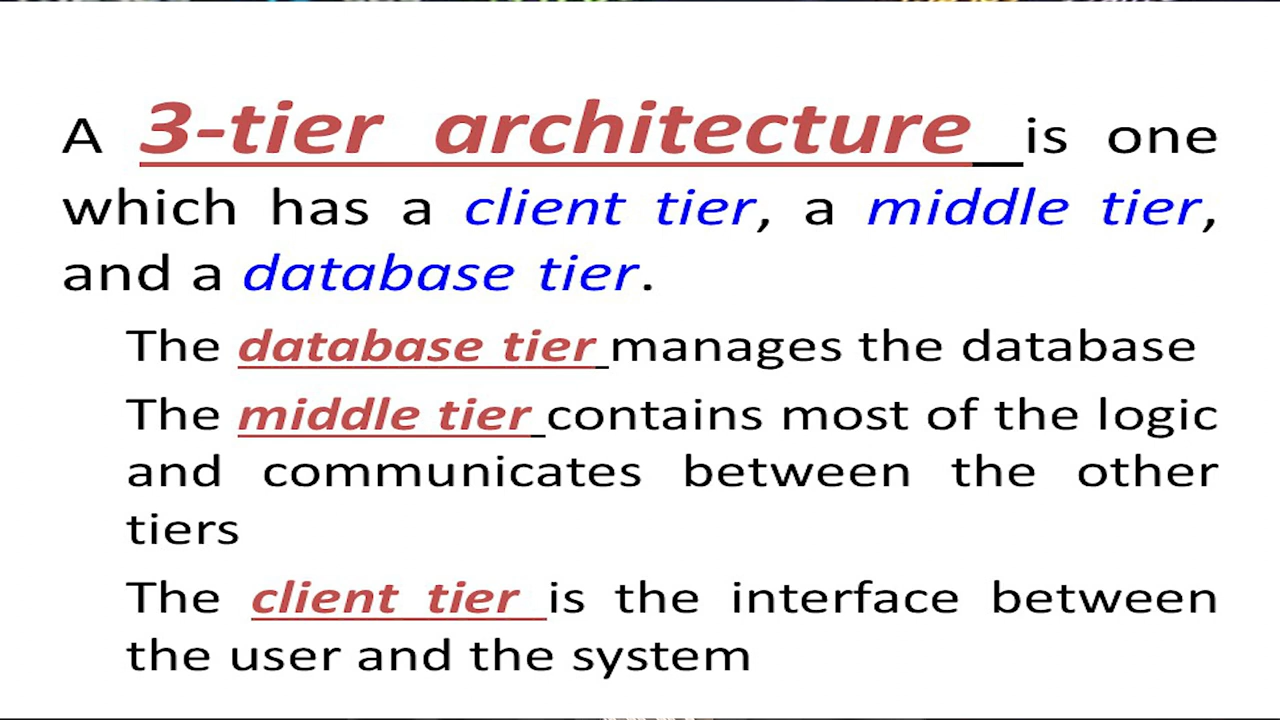 A 3-tier architecture is one
which has a client tier, a middle tier,
and a database tier.
The database tier manages the database
The middle tier contains most of the logic
and communicates between the other
tiers
The client tier is the interface between
the user and the system